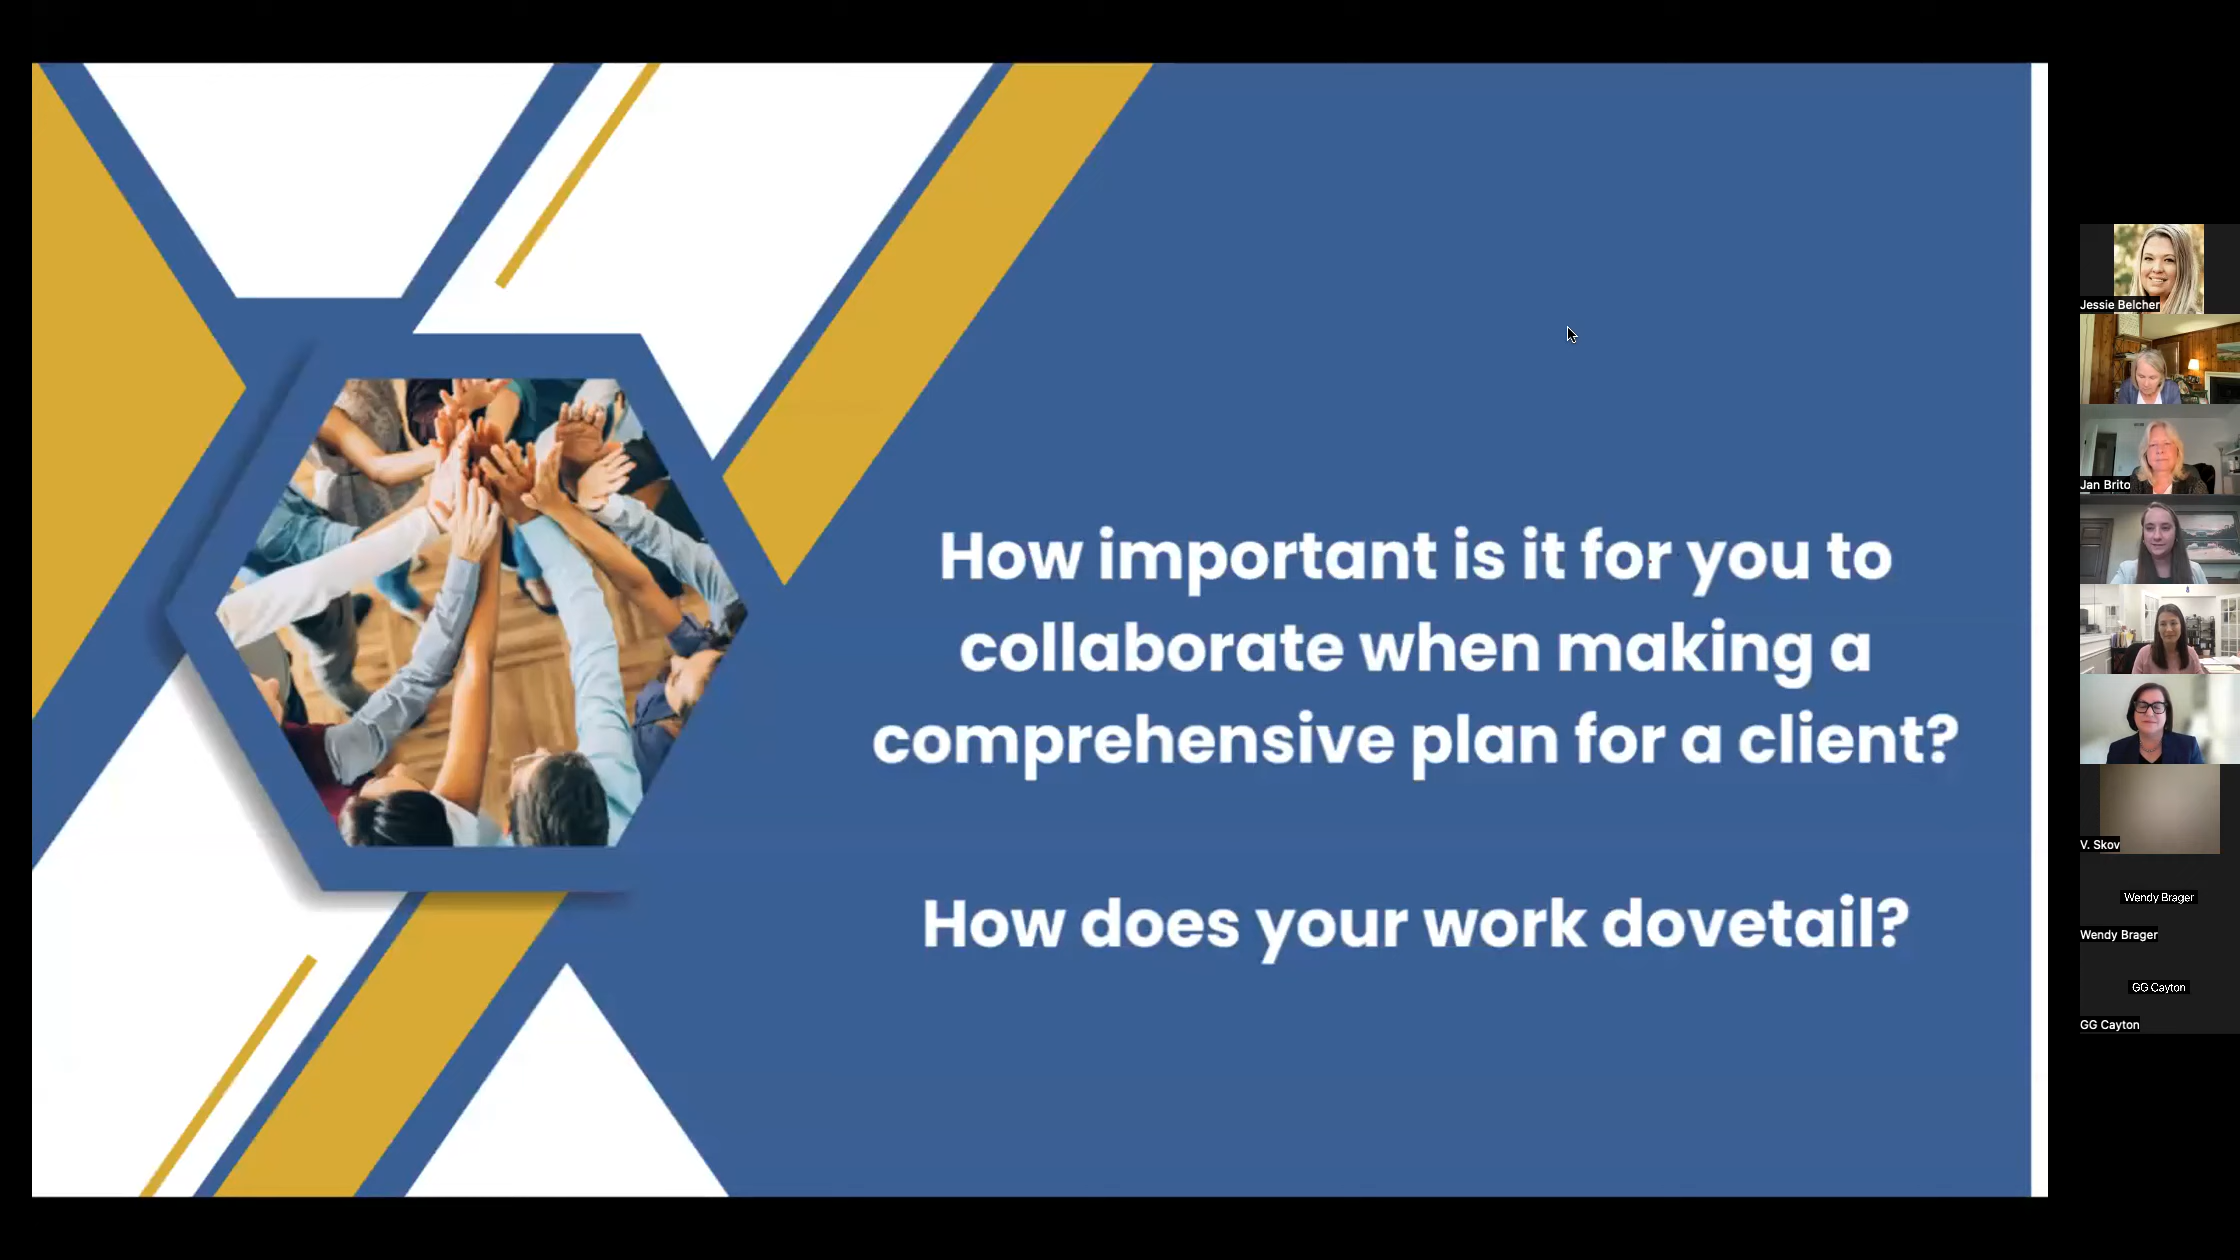 How important is it for you to
collaborate when making a
comprehensive plan for a client?
How does your work dovetail?
Jessie Belcher
Jan Brito
V. Skov
Wendy Brager
Wendy Brager
GG Cayton
GG Cayton